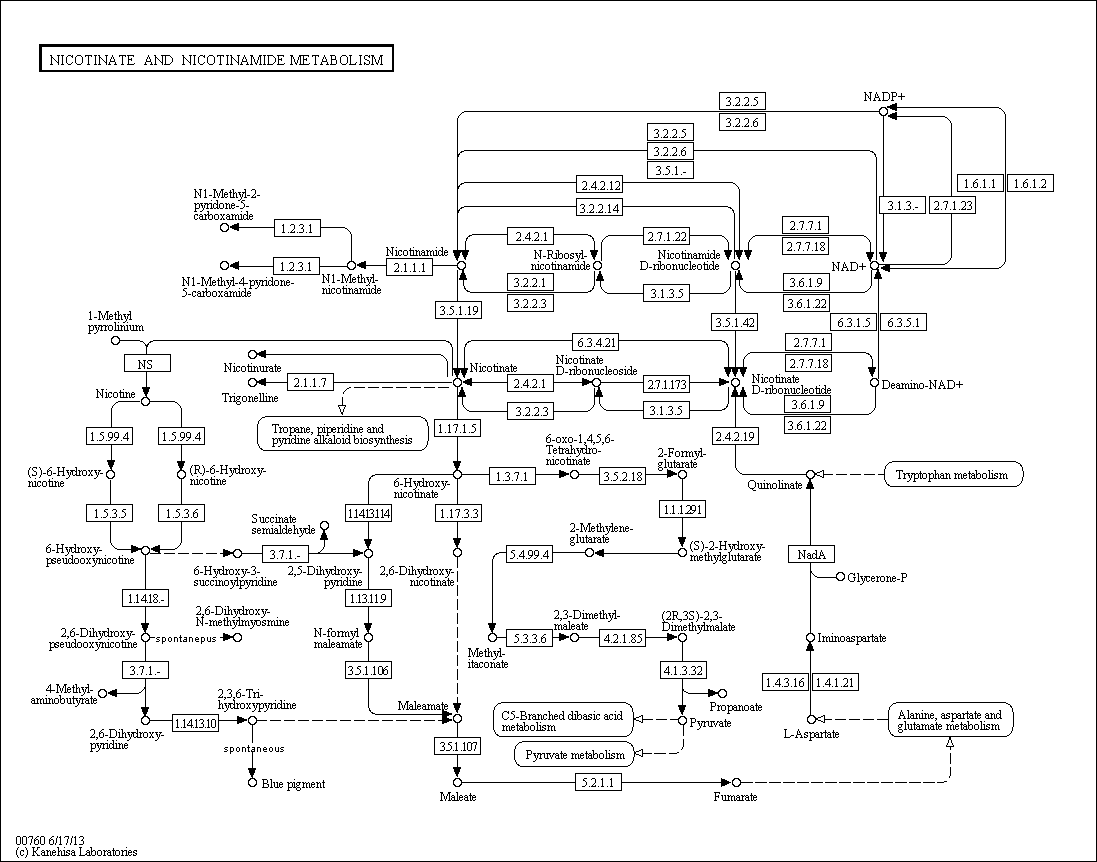 NICOTINATE AND NICOTINAMIDE METABOLISM
3.2.2.5
3.2.2.6
NADP+
3.2.2.5
3.2.2.6
3.5.1.-
1.6.1.1
1.6.1.2
2.4.2.12
3.2.2.14
3.1.3.-
2.7.1.23
N1-Methyl-2-
pyridone-5-
carboxamide
1.2.3.1
Nicotinamide
2.4.2.1
N-Ribosyl-
nicotinamide
2.7.1.22
Nicotinamide
D-ribonucleotide
2.7.7.1
2.7.7.18
NAD+
1.2.3.1
2.1.1.1
N1-Methyl-4-pyridone-
5-carboxamide
N1-Methyl-
nicotinamide
3.2.2.1
3.2.2.3
3.1.3.5
3.6.1.9
3.6.1.22
3.5.1.19
3.5.1.42
6.3.1.5
6.3.5.1
1-Methyl
pyrrolinium
NS
Nicotinurate
6.3.4.21
2.7.7.1
2.7.7.18
Nicotinate
Nicotinate
D-ribonucleoside
Nicotinate
D-ribonucleotide
Deamino-NAD+
2.1.1.7
Trigonelline
2.4.2.1
2.7.1.173
3.2.2.3
3.1.3.5
3.6.1.9
3.6.1.22
Nicotine
Tropane, piperidine and
pyridine alkaloid biosynthesis
1.17.1.5
2.4.2.19
1.5.99.4
1.5.99.4
6-oxo-1,4,5,6-
Tetrahydro-
nicotinate
2-Formyl-
glutarate
(S)-6-Hydroxy-
nicotine
(R)-6-Hydroxy-
nicotine
6-Hydroxy-
nicotinate
1.3.7.1
3.5.2.18
Quinolinate
Tryptophan metabolism
1.5.3.5
1.5.3.6
Succinate
semialdehyde
1.14.13.114
1.17.3.3
1.1.1.291
2-Methylene-
glutarate
6-Hydroxy-
pseudooxynicotine
3.7.1.-
5.4.99.4
(S)-2-Hydroxy-
methylglutarate
NadA
6-Hydroxy-3-
succinoylpyridine
2,5-Dihydroxy-
pyridine
2,6-Dihydroxy-
nicotinate
Glycerone-P
1.14.18.-
1.13.11.9
2,6-Dihydroxy-
N-methylmyosmine
2,3-Dimethyl-
maleate
(2R,3S)-2,3-
Dimethylmalate
2,6-Dihydroxy-
pseudooxynicotine
spontanepus
N-formyl
maleamate
5.3.3.6
4.2.1.85
Iminoaspartate
Methyl-
itaconate
3.7.1.-
3.5.1.106
4.1.3.32
1.4.3.16
1.4.1.21
4-Methyl-
aminobutyrate
2,3,6-Tri-
hydroxypyridine
Maleamate
Propanoate
1.14.13.10
C5-Branched dibasic acid
metabolism
Pyruvate
Alanine, aspartate and
glutamate metabolism
2,6-Dihydroxy-
pyridine
L-Aspartate
spontaneous
3.5.1.107
Pyruvate metabolism
Blue pigment
Maleate
5.2.1.1
Fumarate
00760 6/17/13
(c) Kanehisa Laboratories